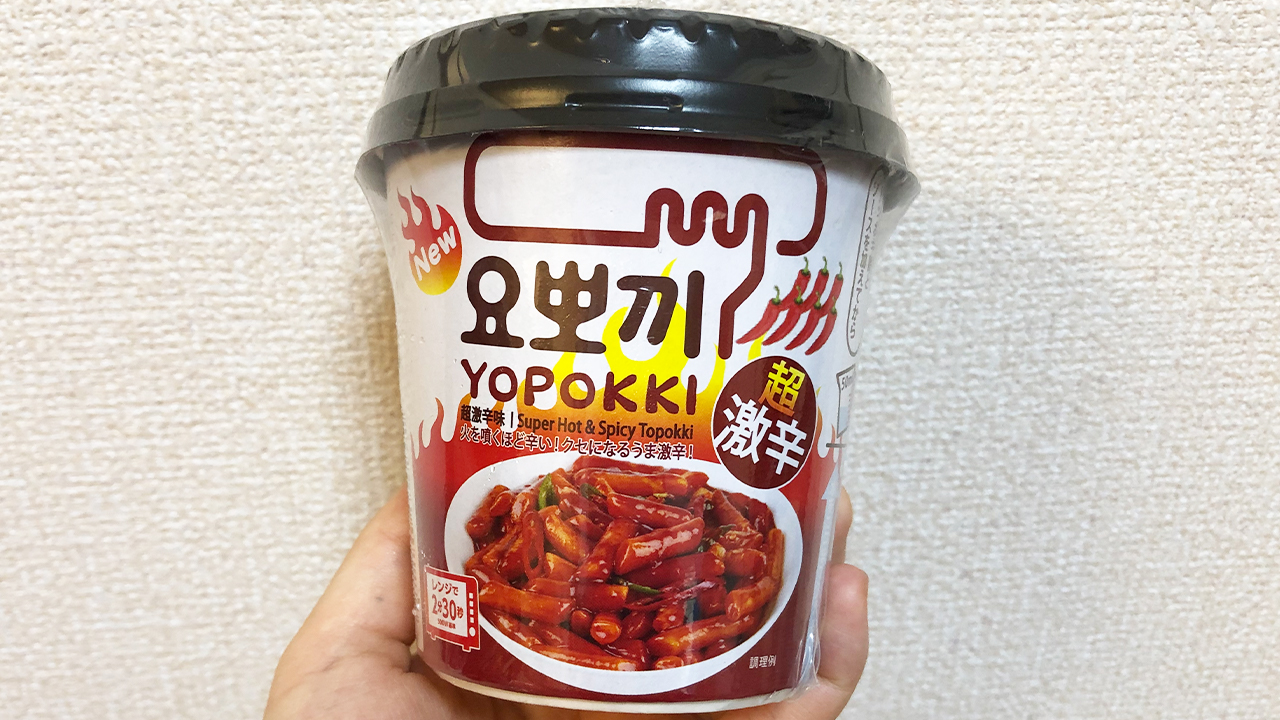 New
요뽀끼
YOPOKKI
超激辛
超激辛味 | Super Hot & Spicy Topokki
火を噴くほど辛い!クセになるうま激辛!
レンジで
2分30秒
調理例